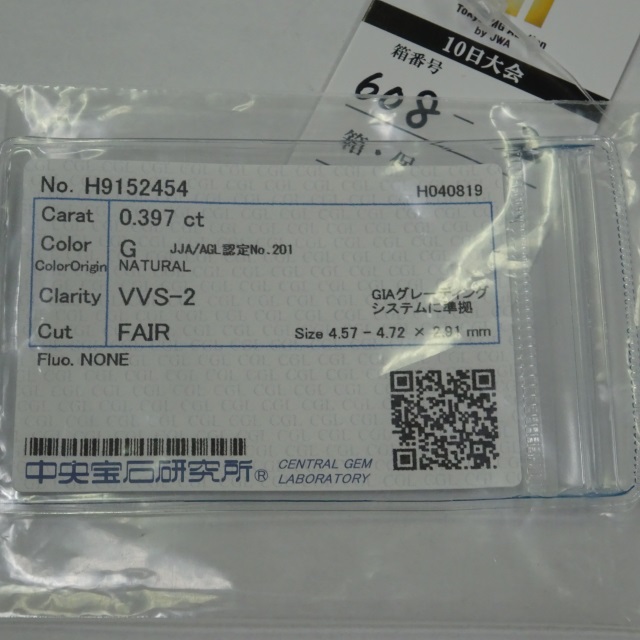 by JWA
10日大会
箱番号
608
箱・
No. H9152454
H040819
Carat 0.397 ct
Color G JJA/AGL認定No.201
ColorOrigin NATURAL
Clarity VVS-2
GIAグレーディング
システムに準拠
Cut FAIR
Size 4.57 - 4.72 × 2.91 mm
Fluo. NONE
中央宝石研究所® CENTRAL GEM
LABORATORY